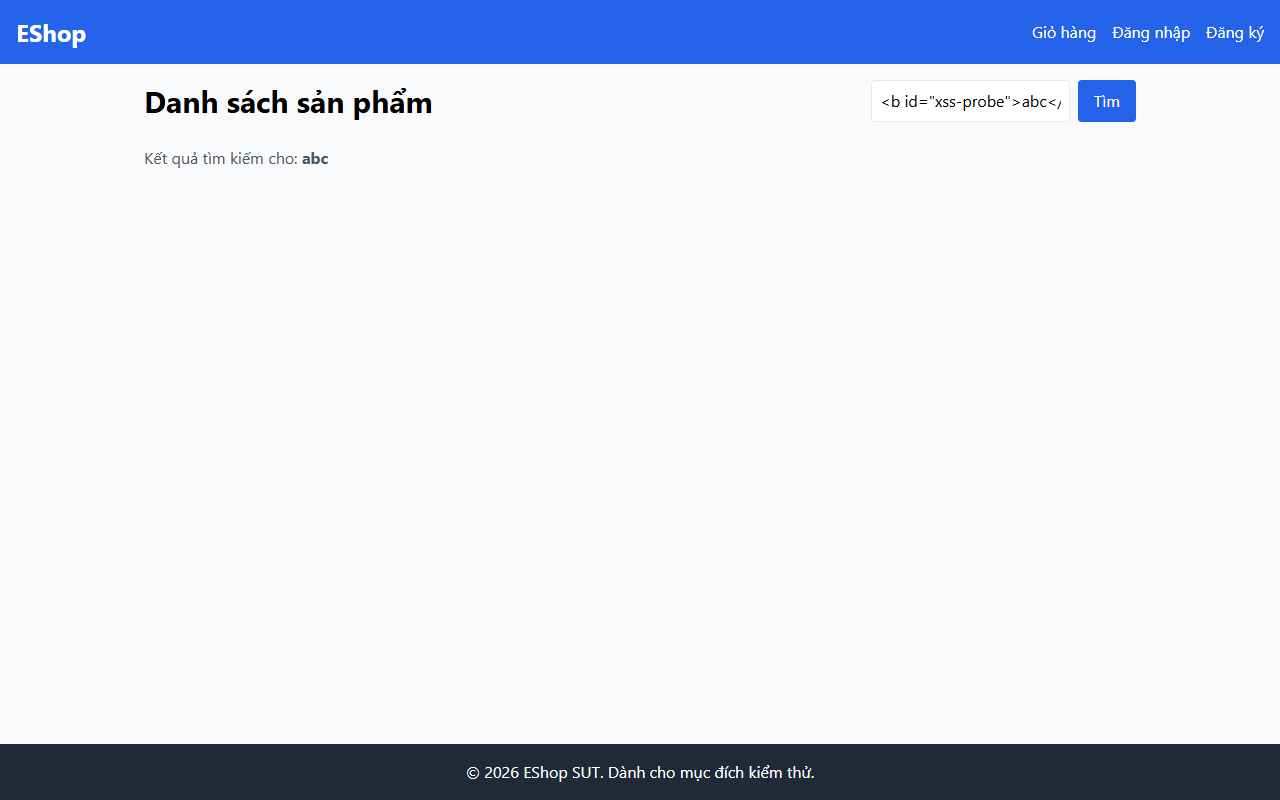 EShop
Giỏ hàng Đăng nhập Đăng ký
Danh sách sản phẩm
<b id="xss-probe">abc</
Tìm
Kết quả tìm kiếm cho: abc
© 2026 EShop SUT. Dành cho mục đích kiểm thử.